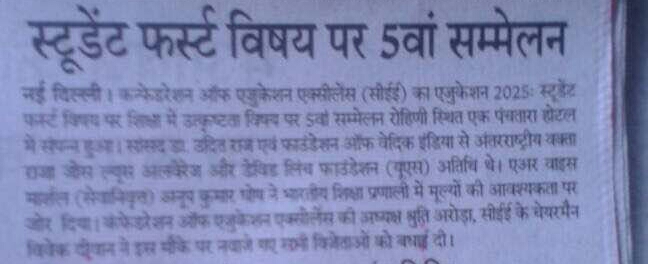 स्टूडेंट फर्स्ट विषय पर 5वां सम्मेलन
नई दिल्ली। कन्फेडरेशन ऑफ एजुकेशन एक्सीलेंस (सीईई) का एजुकेशन 2025ः स्टूडेंट
फर्स्ट विषय पर शिक्षा में उत्कृष्टता विषय पर 5वां सम्मेलन रोहिणी स्थित एक पंचतारा होटल
में संपन्न हुआ। सांसद डा. उदित राज एवं फाउंडेशन ऑफ वेदिक इंडिया से अंतरराष्ट्रीय वक्ता
राजा जोस ल्यूस अलवेरेज और डेविड लिंच फाउंडेशन (यूएस) अतिथि थे। एअर वाइस
मार्शल (सेवानिवृत) अनूप कुमार घोष ने भारतीय शिक्षा प्रणाली में मूल्यों की आवश्यकता पर
जोर दिया। कंफेडरेशन ऑफ एजुकेशन एक्सीलेंस की अध्यक्ष श्रुति अरोड़ा, सीईई के चेयरमैन
विवेक दीवान ने इस मौके पर नवाजे गए सभी विजेताओं को बधाई दी।